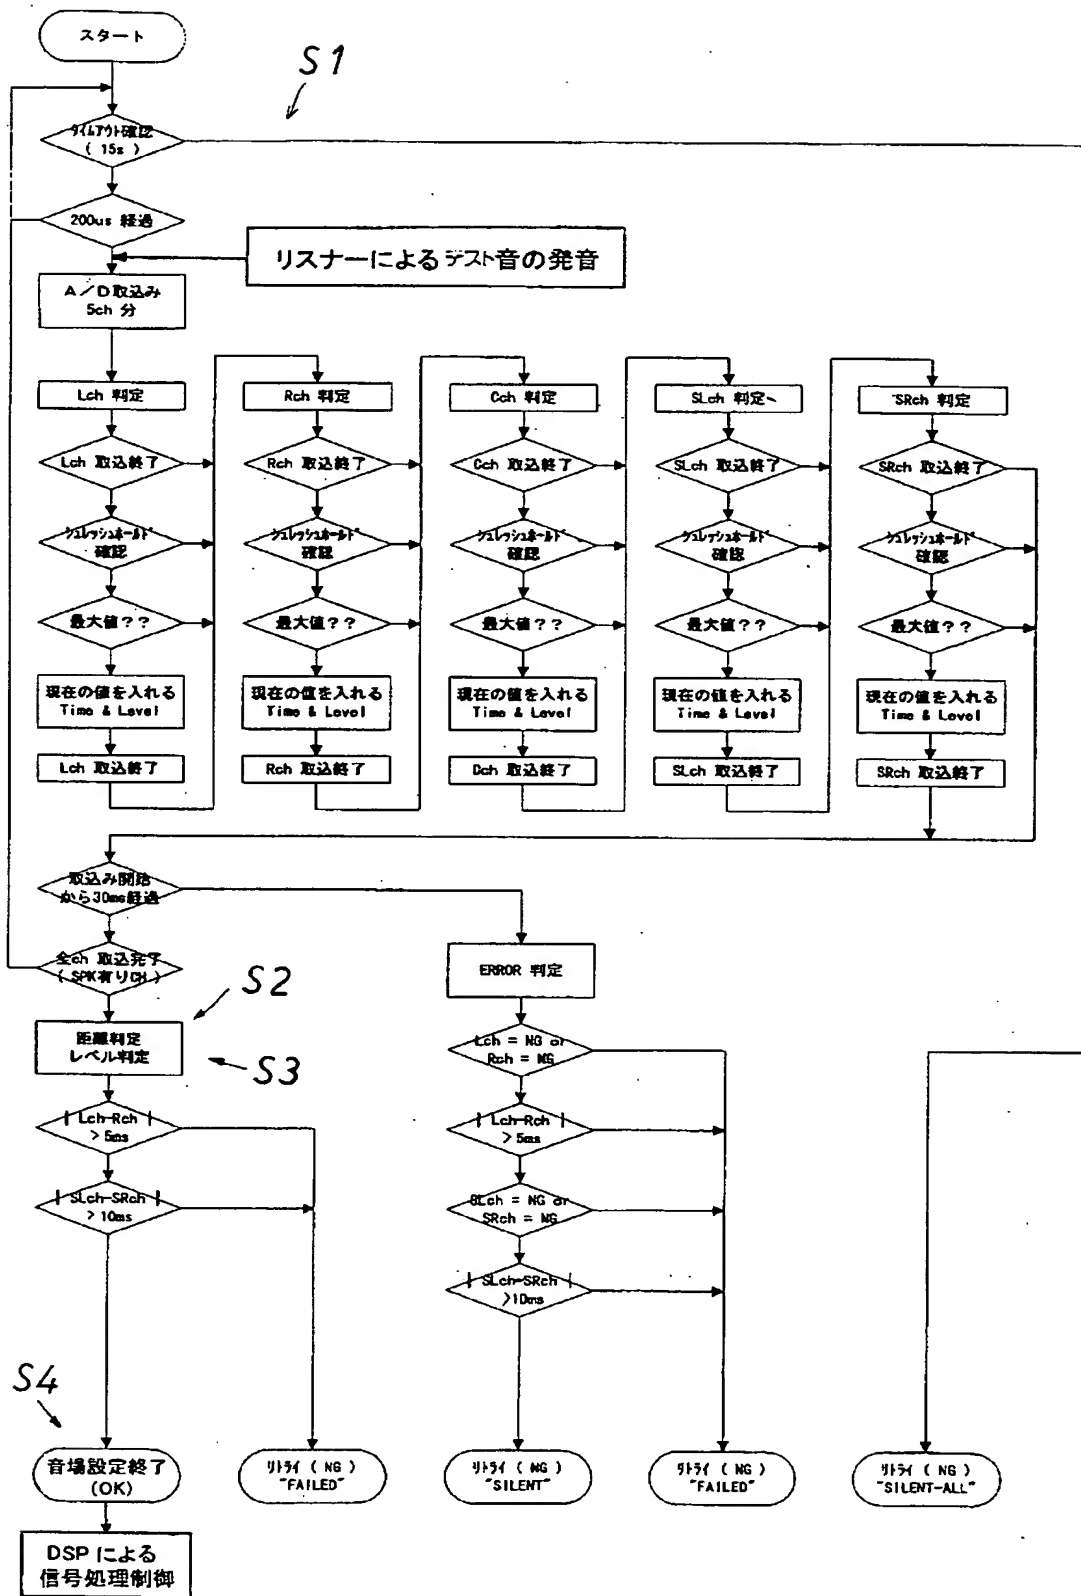 スタート
S1
ﾀｲﾑｱｳﾄ確認
( 15s )
200us 経過
リスナーによるテスト音の発音
A/D取込み
5ch 分
Lch 判定
Rch 判定
Cch 判定
SLch 判定
SRch 判定
Lch 取込終了
Rch 取込終了
Cch 取込終了
SLch 取込終了
SRch 取込終了
ｼｭﾚｯｼｭﾎｰﾙﾄﾞ
確認
ｼｭﾚｯｼｭﾎｰﾙﾄﾞ
確認
ｼｭﾚｯｼｭﾎｰﾙﾄﾞ
確認
ｼｭﾚｯｼｭﾎｰﾙﾄﾞ
確認
ｼｭﾚｯｼｭﾎｰﾙﾄﾞ
確認
最大値??
最大値??
最大値??
最大値??
最大値??
現在の値を入れる
Time & Level
現在の値を入れる
Time & Level
現在の値を入れる
Time & Level
現在の値を入れる
Time & Level
現在の値を入れる
Time & Level
Lch 取込終了
Rch 取込終了
Dch 取込終了
SLch 取込終了
SRch 取込終了
取込み開始
から30ms経過
全ch 取込完了
( SPK有りCH )
S2
距離判定
レベル判定
S3
| Lch-Rch |
> 5ms
| SLch-SRch |
> 10ms
ERROR 判定
Lch = NG or
Rch = NG
| Lch-Rch |
> 5ms
SLch = NG or
SRch = NG
| SLch-SRch |
>10ms
S4
音場設定終了
(OK)
ﾘﾄﾗｲ ( NG )
"FAILED"
ﾘﾄﾗｲ ( NG )
"SILENT"
ﾘﾄﾗｲ ( NG )
"FAILED"
ﾘﾄﾗｲ ( NG )
"SILENT-ALL"
DSP による
信号処理制御